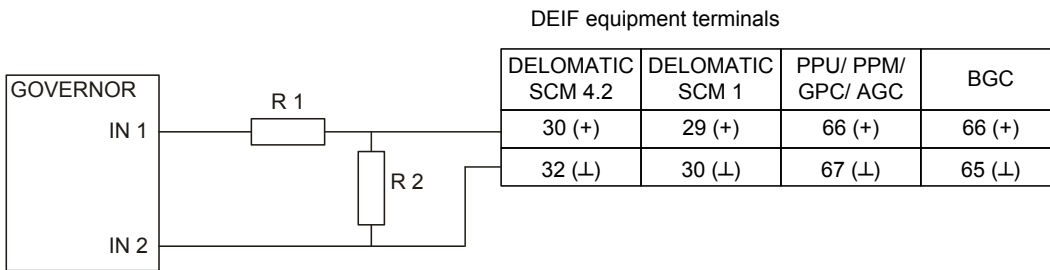 DEIF equipment terminals
DELOMATIC SCM 4.2 DELOMATIC SCM 1 PPU/ PPM/ GPC/ AGC BGC
30 (+) 29 (+) 66 (+) 66 (+)
32 (⊥) 30 (⊥) 67 (⊥) 65 (⊥)
GOVERNOR
R 1
IN 1
R 2
IN 2